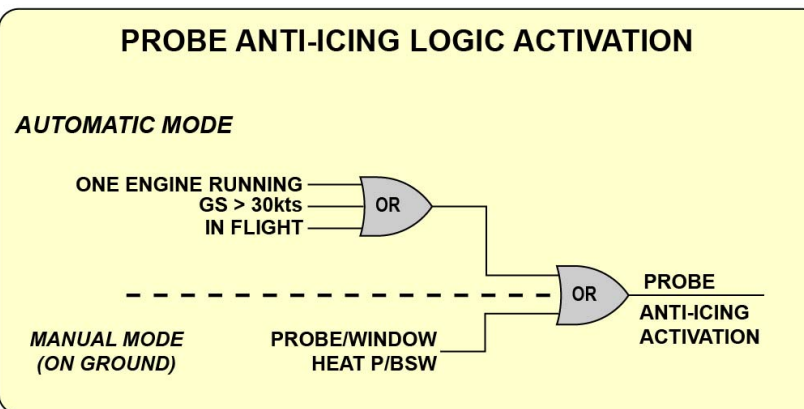 PROBE ANTI-ICING LOGIC ACTIVATION
AUTOMATIC MODE
ONE ENGINE RUNNING
GS > 30kts
IN FLIGHT
OR
OR
PROBE
ANTI-ICING
ACTIVATION
MANUAL MODE
(ON GROUND)
PROBE/WINDOW
HEAT P/BSW